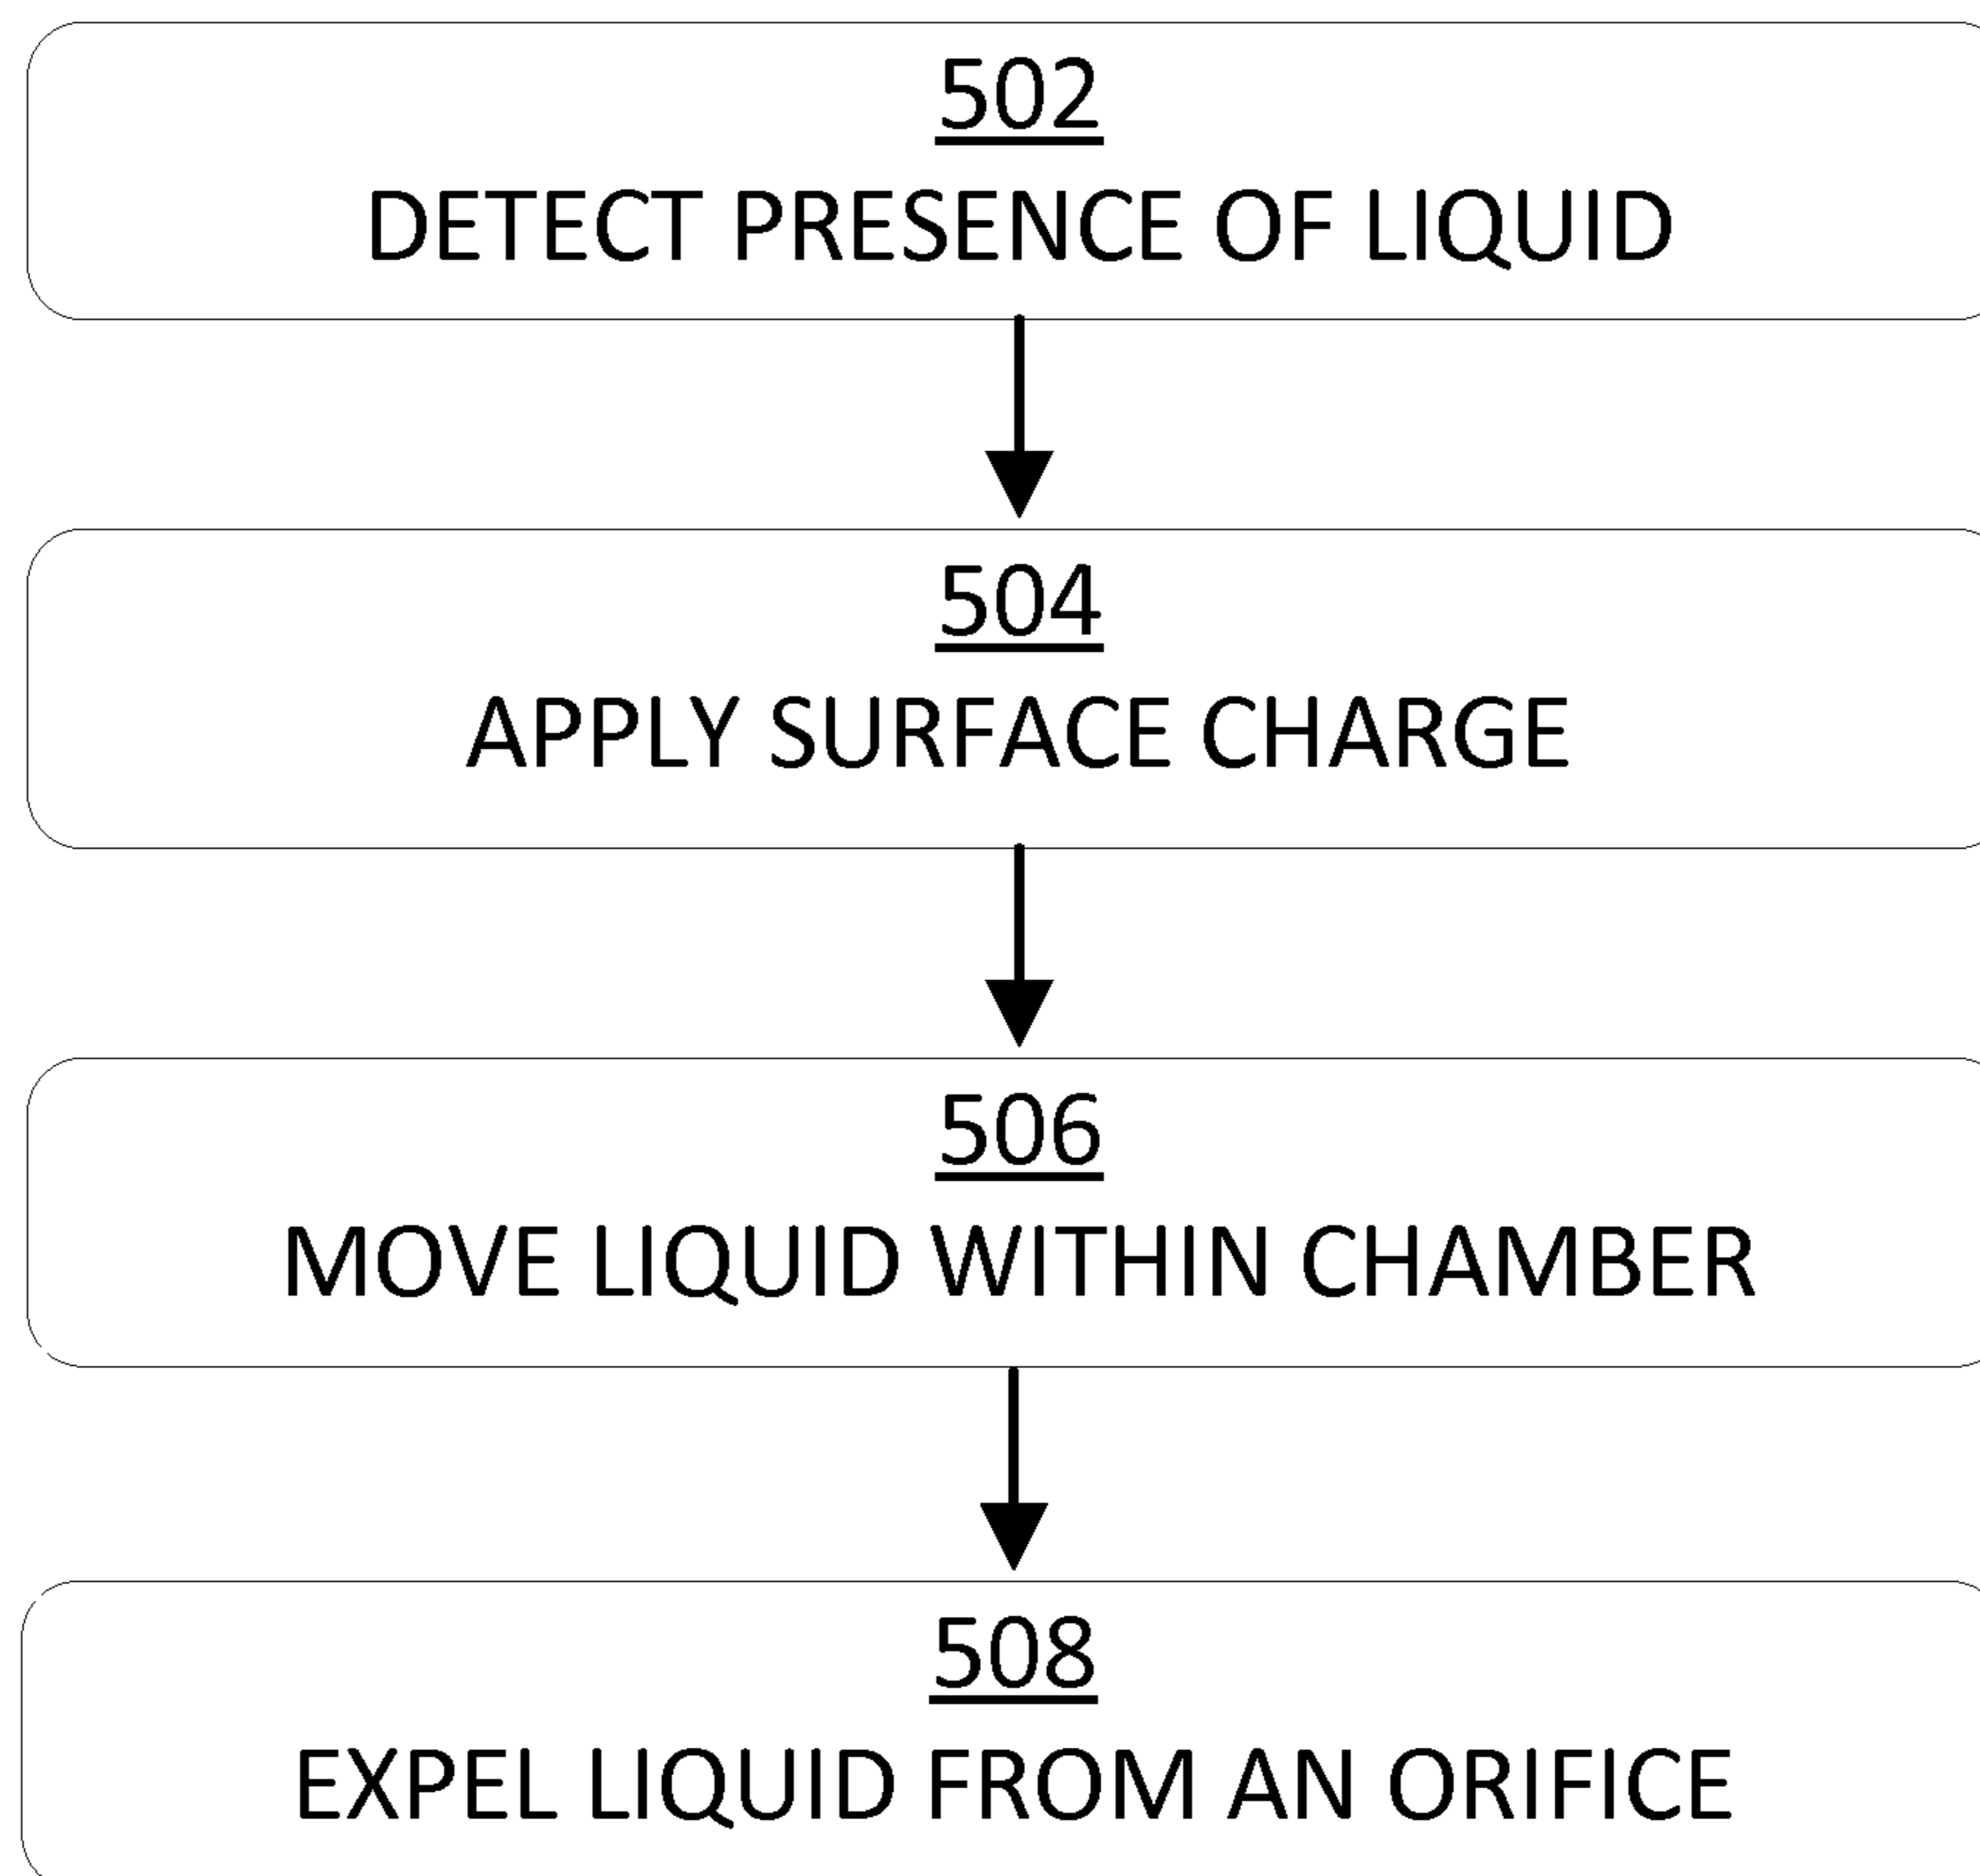 502
DETECT PRESENCE OF LIQUID
504
APPLY SURFACE CHARGE
506
MOVE LIQUID WITHIN CHAMBER
508
EXPEL LIQUID FROM AN ORIFICE